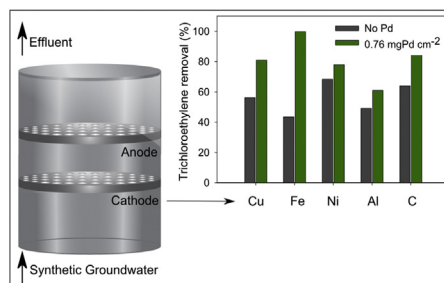 Effluent
Anode
Cathode
Synthetic Groundwater
Trichloroethylene removal (%)
100
80
60
40
20
0
No Pd
0.76 mgPd cm-2
Cu Fe Ni Al C